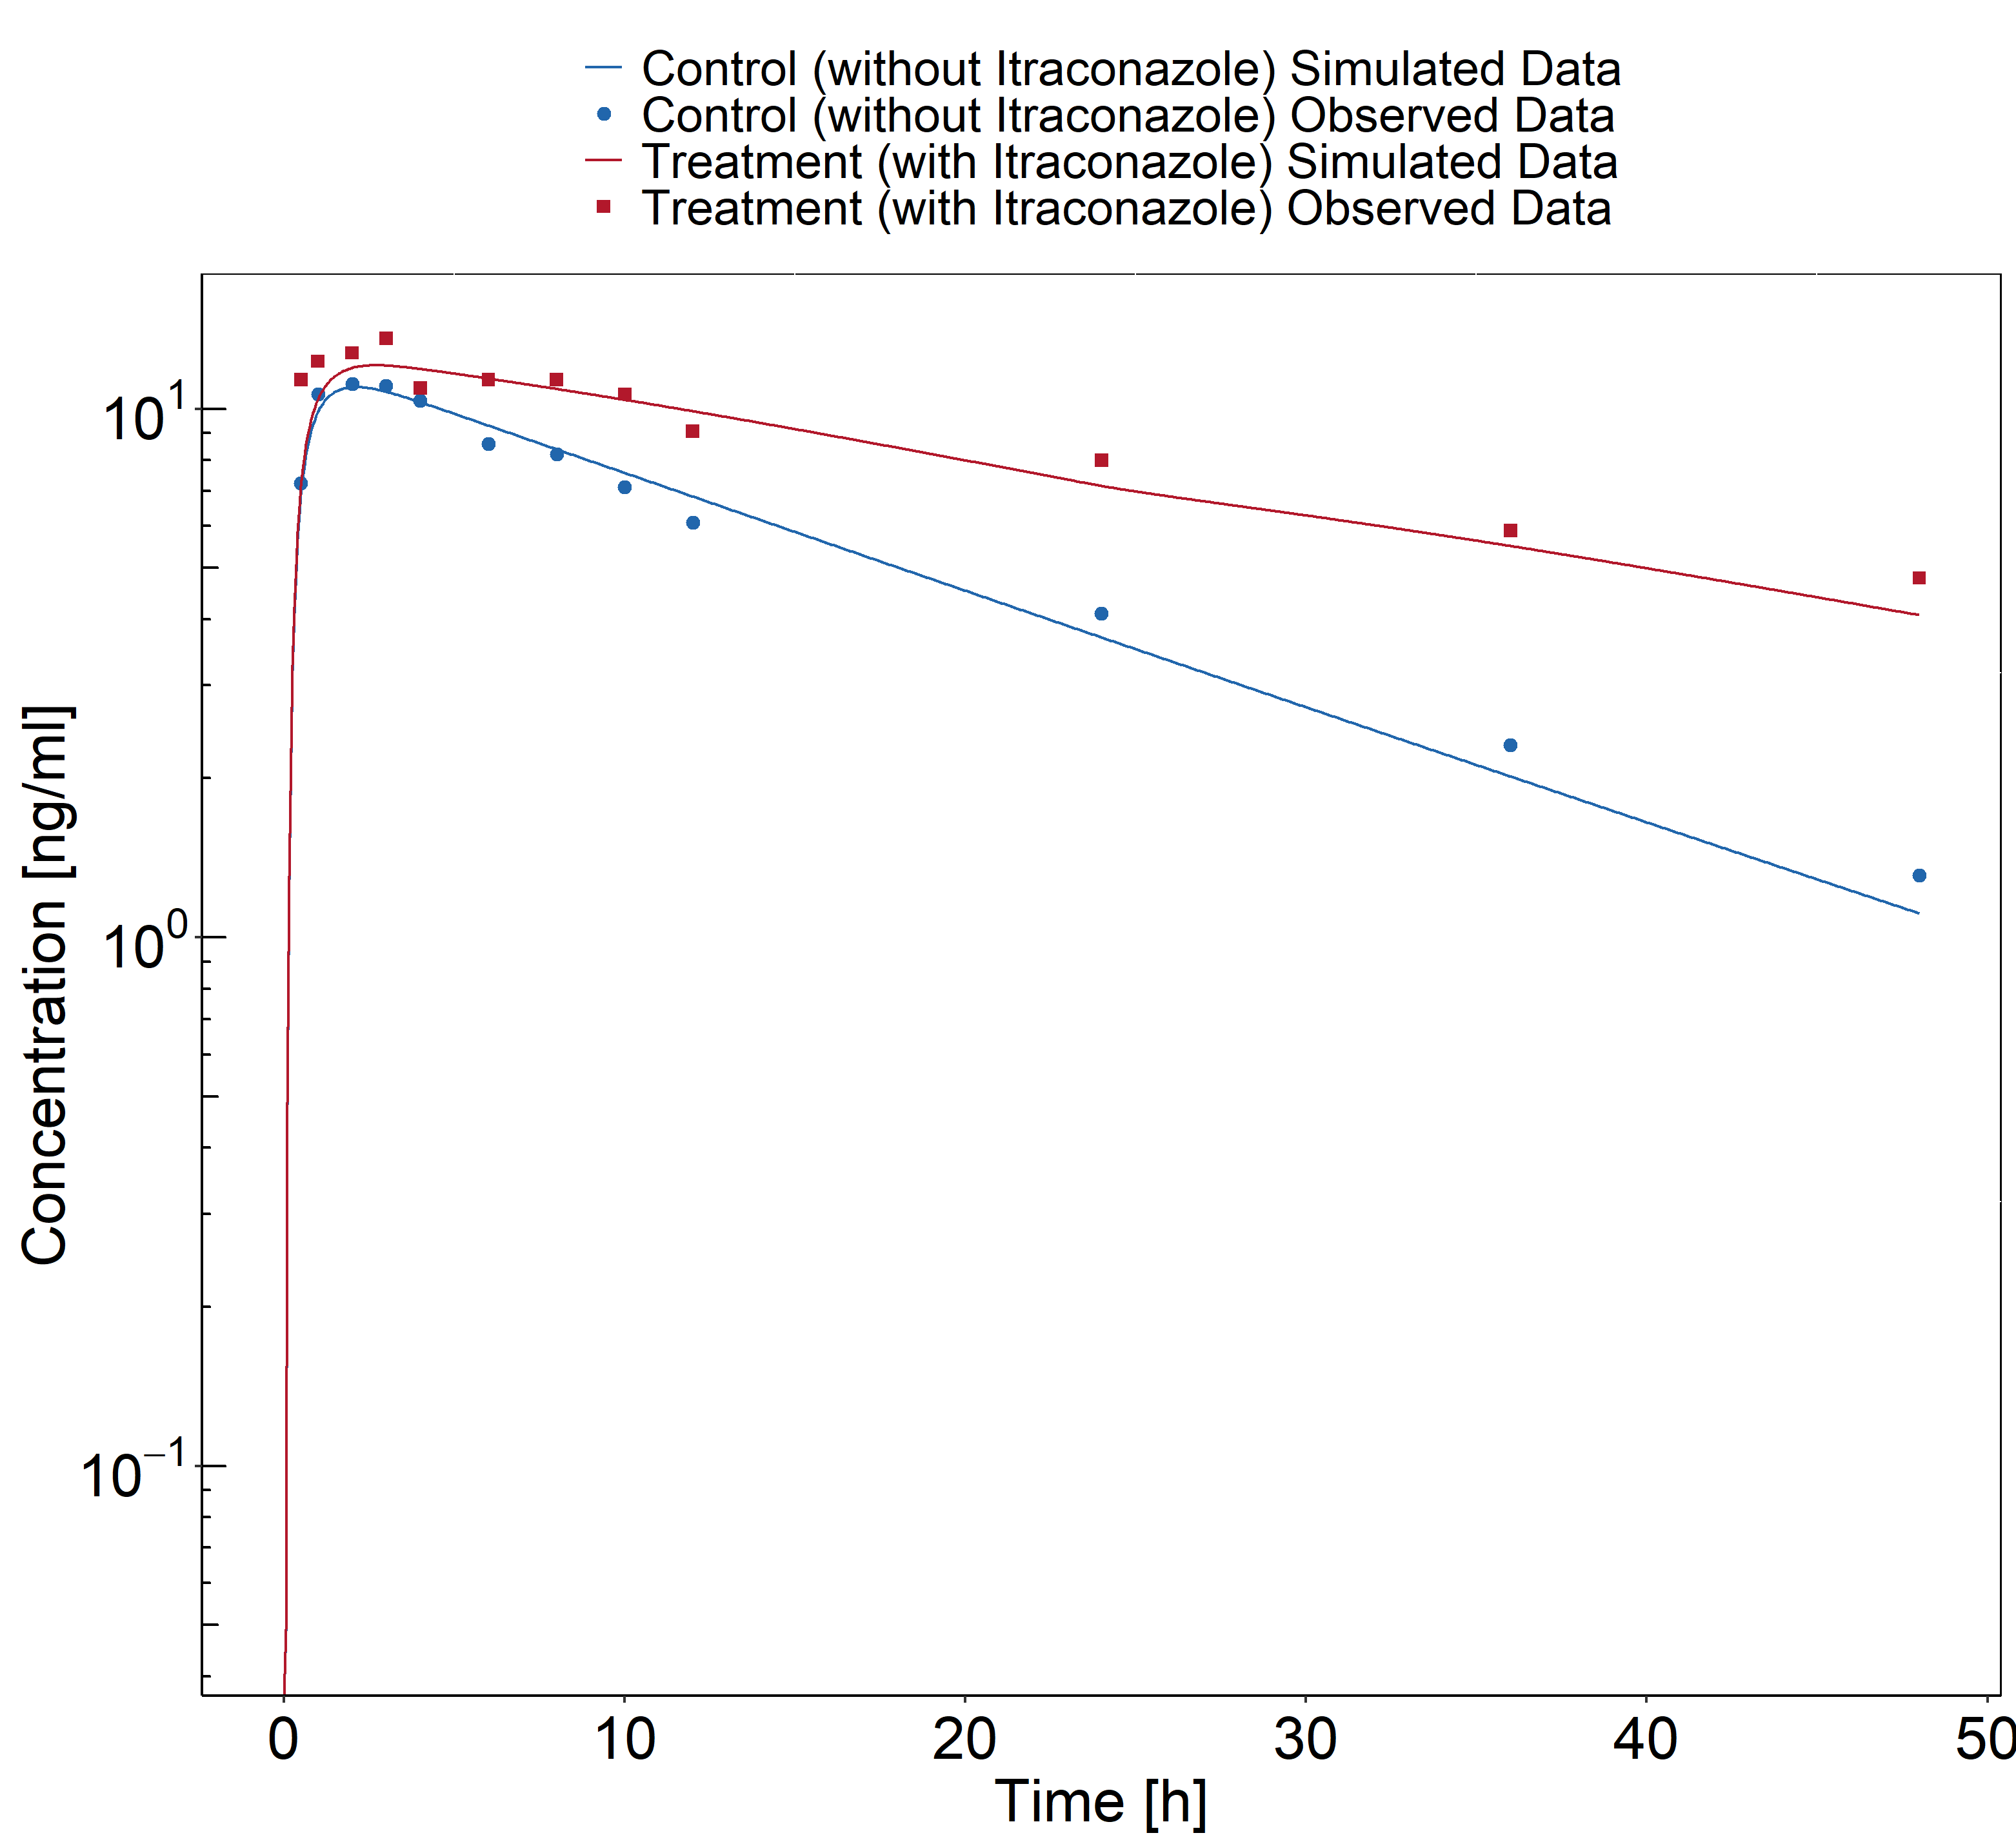 Control (without Itraconazole) Simulated Data
Control (without Itraconazole) Observed Data
Treatment (with Itraconazole) Simulated Data
Treatment (with Itraconazole) Observed Data
10¹
10⁰
10⁻¹
Concentration [ng/ml]
0 10 20 30 40 50
Time [h]